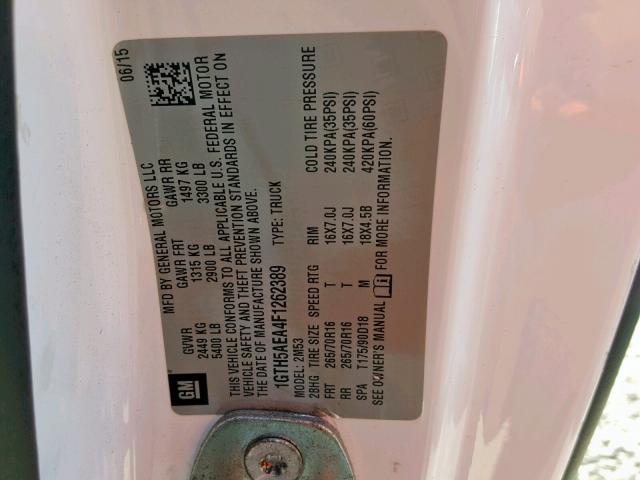 GM
MFD BY GENERAL MOTORS LLC 06/15
GVWR GAWR FRT GAWR RR
2449 KG 1315 KG 1497 KG
5400 LB 2900 LB 3300 LB
THIS VEHICLE CONFORMS TO ALL APPLICABLE U.S. FEDERAL MOTOR
VEHICLE SAFETY AND THEFT PREVENTION STANDARDS IN EFFECT ON
THE DATE OF MANUFACTURE SHOWN ABOVE.
1GTH5AEA4F1262389 TYPE: TRUCK
MODEL: 2M53
28HG TIRE SIZE SPEED RTG RIM COLD TIRE PRESSURE
FRT 265/70R16 T 16X7.0J 240KPA(35PSI)
RR 265/70R16 T 16X7.0J 240KPA(35PSI)
SPA T175/90D18 M 18X4.5B 420KPA(60PSI)
SEE OWNER'S MANUAL FOR MORE INFORMATION.